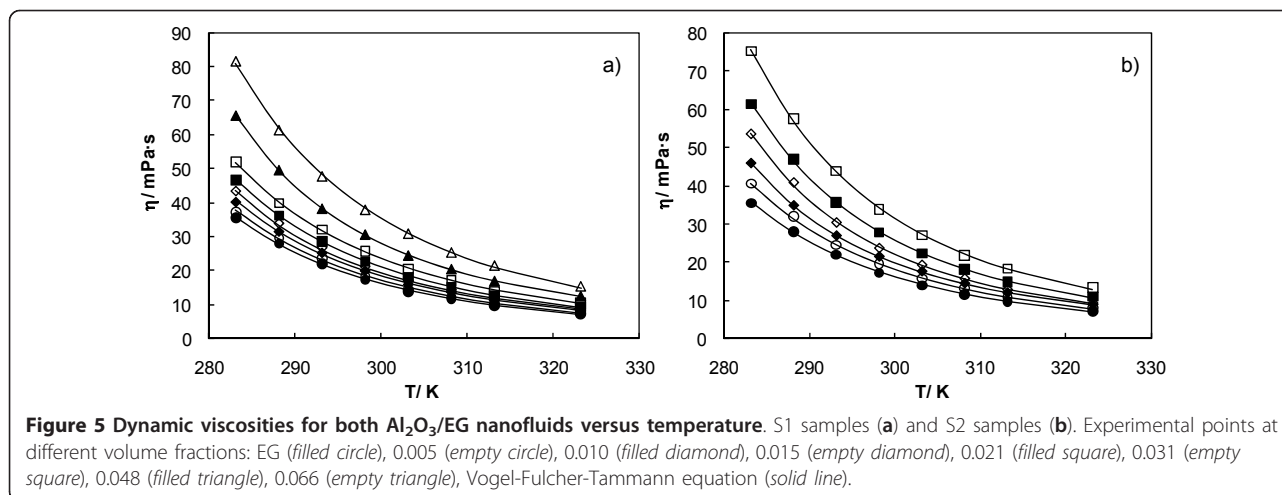 90
80
70
60
50
40
30
20
10
0
η/ mPa·s
280 290 300 310 320 330
T/ K
a)
80
70
60
50
40
30
20
10
0
η/ mPa·s
280 290 300 310 320 330
T/ K
b)
Figure 5 Dynamic viscosities for both Al₂O₃/EG nanofluids versus temperature. S1 samples (a) and S2 samples (b). Experimental points at
different volume fractions: EG (filled circle), 0.005 (empty circle), 0.010 (filled diamond), 0.015 (empty diamond), 0.021 (filled square), 0.031 (empty
square), 0.048 (filled triangle), 0.066 (empty triangle), Vogel-Fulcher-Tammann equation (solid line).